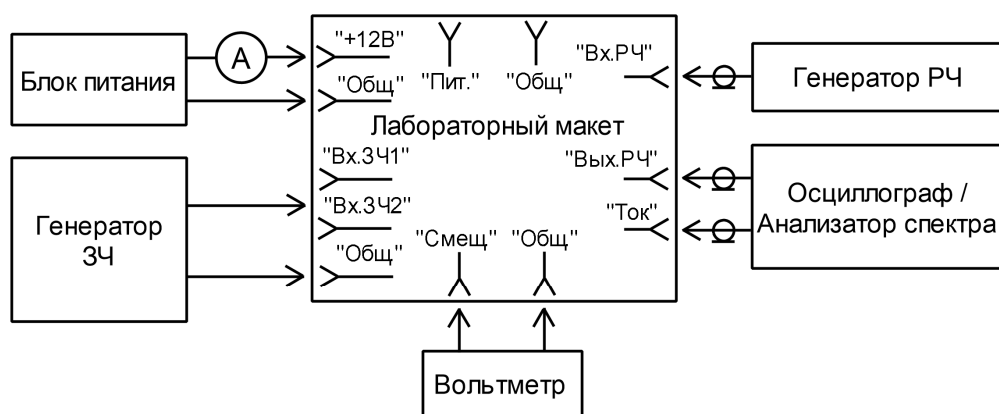 Блок питания
A
"+12В"
"Общ"
"Пит."
"Общ"
"Вх.РЧ"
Генератор РЧ
Лабораторный макет
Генератор
ЗЧ
"Вх.ЗЧ1"
"Вх.ЗЧ2"
"Общ"
"Смещ"
"Общ"
"Вых.РЧ"
"Ток"
Осциллограф /
Анализатор спектра
Вольтметр